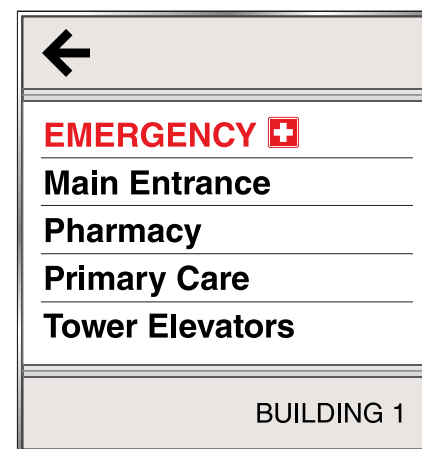 EMERGENCY
Main Entrance
Pharmacy
Primary Care
Tower Elevators
BUILDING 1